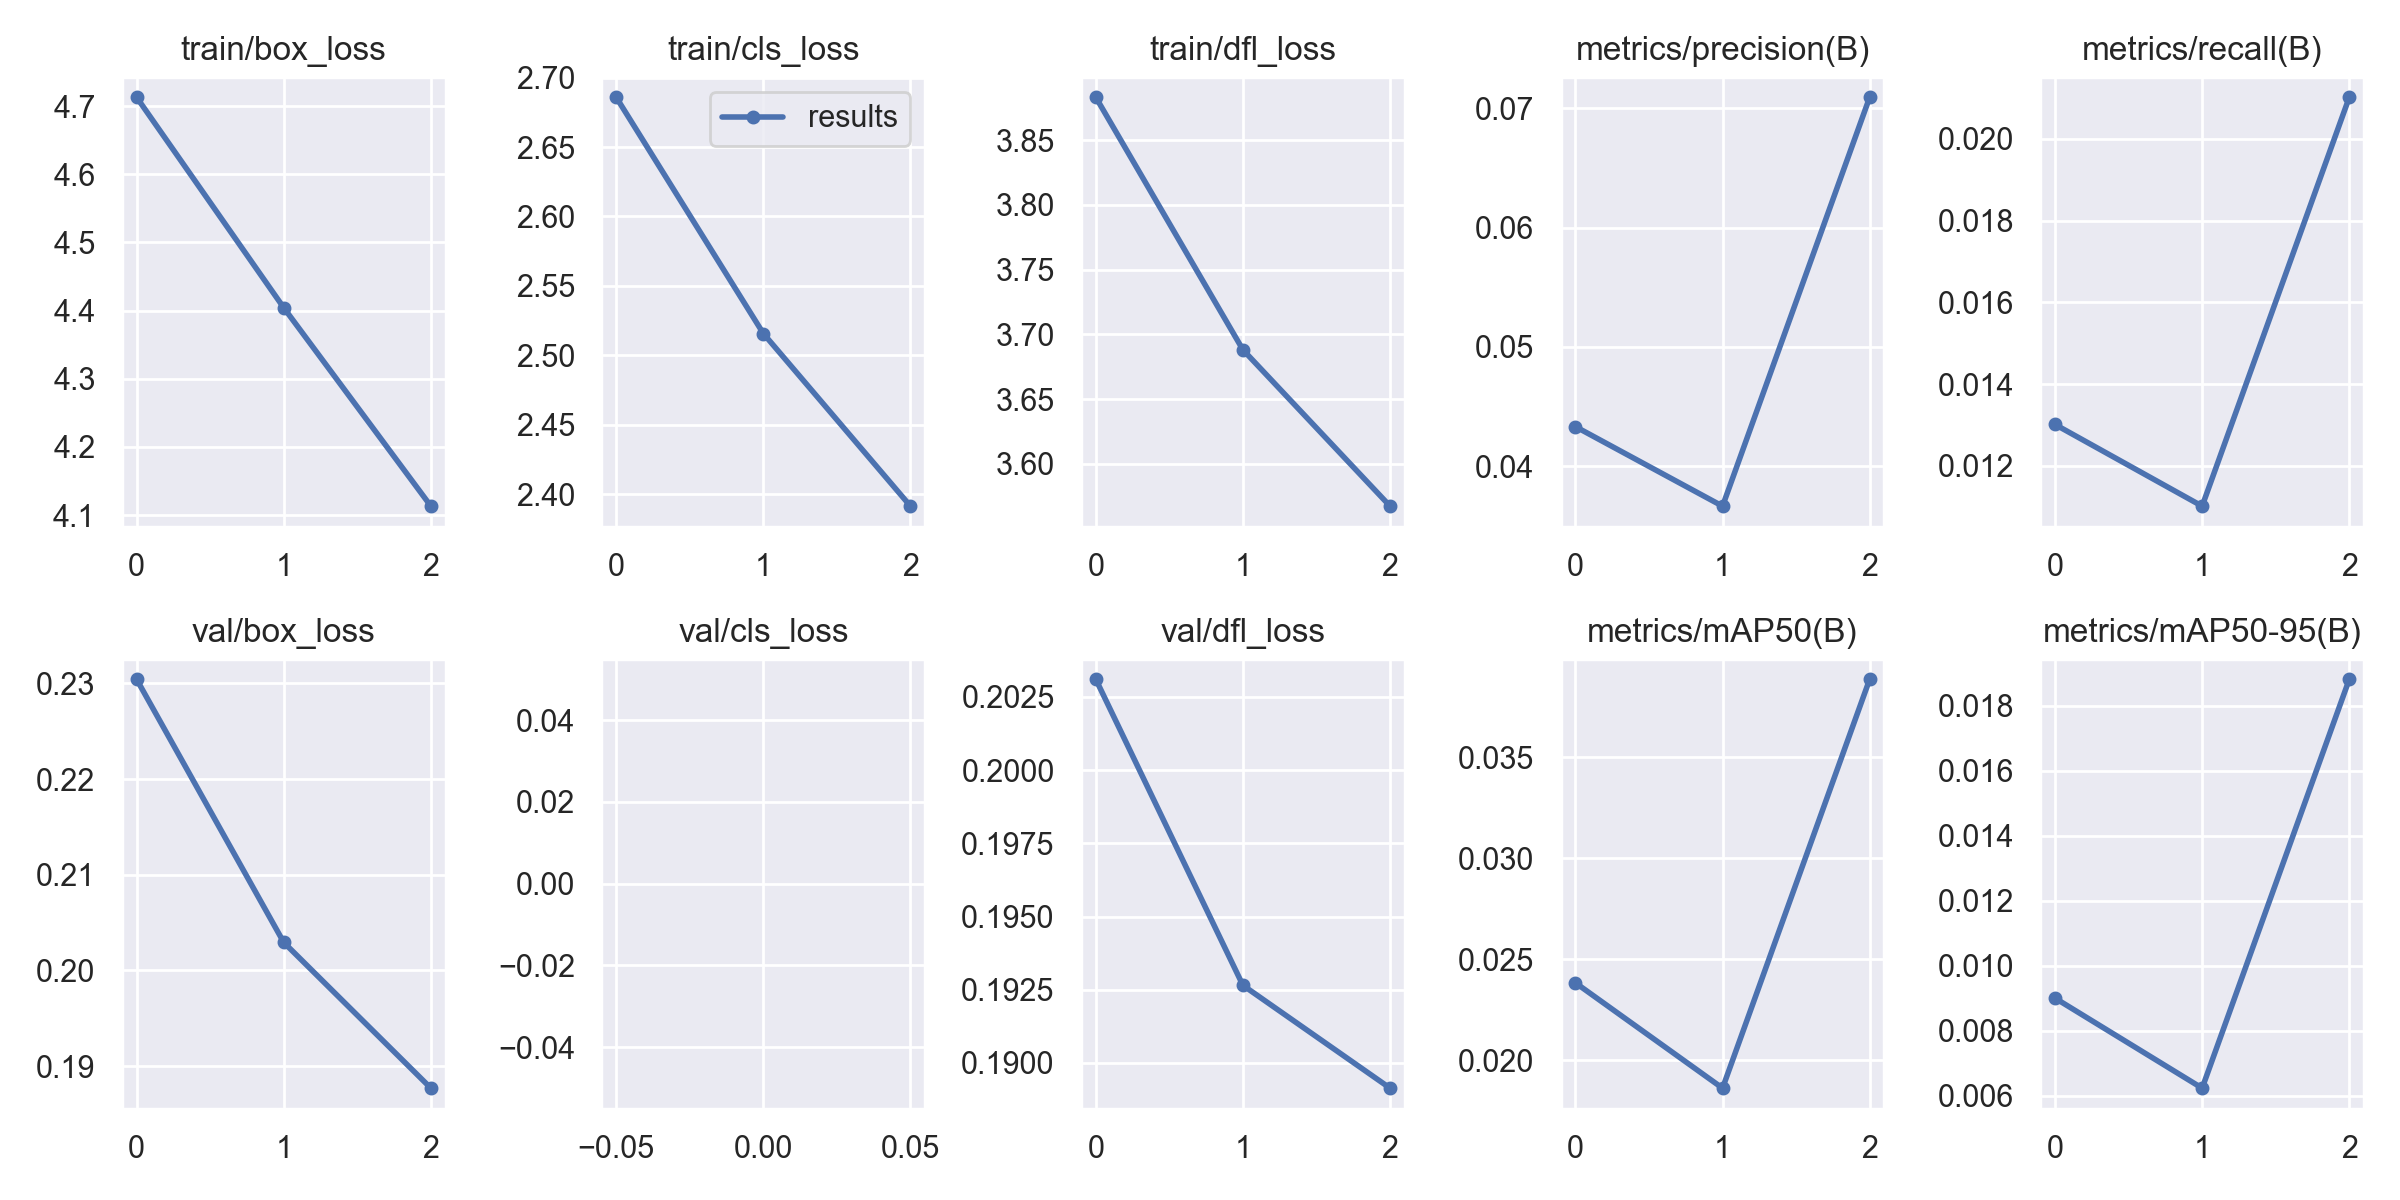 train/box_loss
4.7
4.6
4.5
4.4
4.3
4.2
4.1
0 1 2
train/cls_loss
results
2.70
2.65
2.60
2.55
2.50
2.45
2.40
0 1 2
train/dfl_loss
3.85
3.80
3.75
3.70
3.65
3.60
0 1 2
metrics/precision(B)
0.07
0.06
0.05
0.04
0 1 2
metrics/recall(B)
0.020
0.018
0.016
0.014
0.012
0 1 2
val/box_loss
0.23
0.22
0.21
0.20
0.19
0 1 2
val/cls_loss
0.04
0.02
0.00
−0.02
−0.04
−0.05 0.00 0.05
val/dfl_loss
0.2025
0.2000
0.1975
0.1950
0.1925
0.1900
0 1 2
metrics/mAP50(B)
0.035
0.030
0.025
0.020
0 1 2
metrics/mAP50-95(B)
0.018
0.016
0.014
0.012
0.010
0.008
0.006
0 1 2